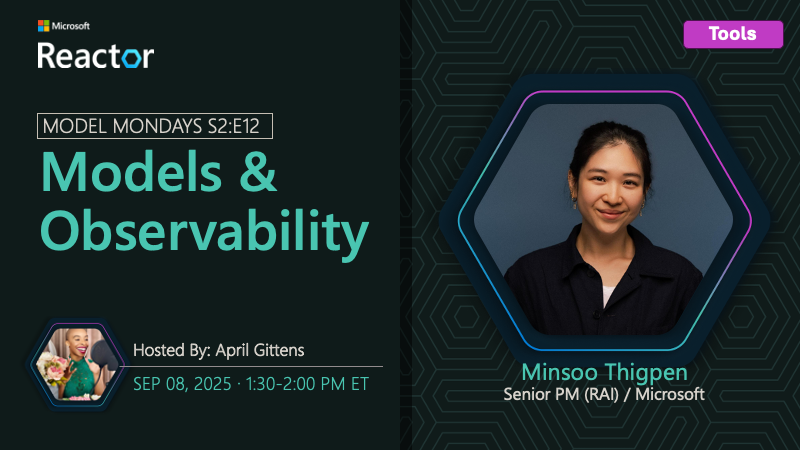 Microsoft
Reactor
Tools
MODEL MONDAYS S2:E12
Models &
Observability
Hosted By: April Gittens
SEP 08, 2025 · 1:30-2:00 PM ET
Minsoo Thigpen
Senior PM (RAI) / Microsoft